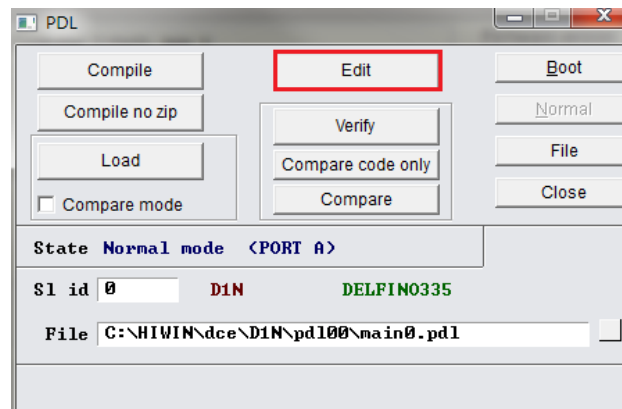 PDL
Compile Edit Boot
Compile no zip Verify Normal
Load Compare code only File
Compare mode Compare Close
State Normal mode (PORT A)
Sl id 0 D1N DELFINO335
File C:\HIWIN\dce\D1N\pdl00\main0.pdl